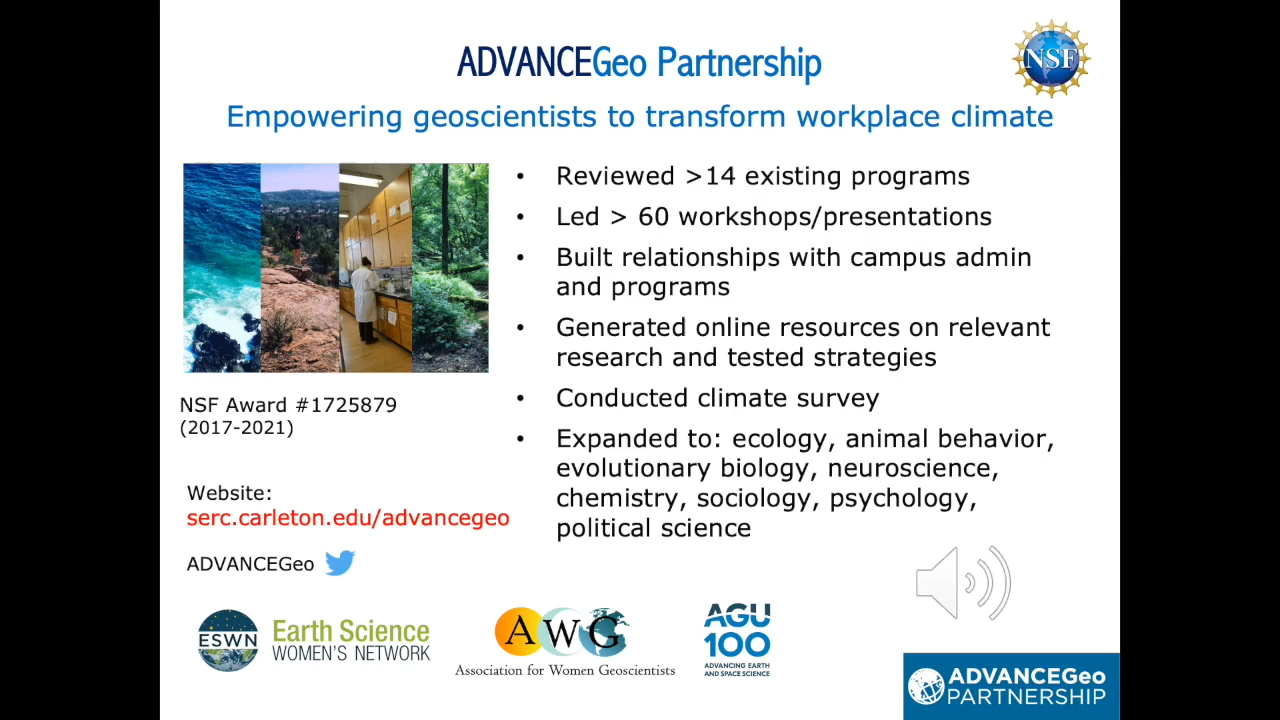 ADVANCEGeo Partnership
NSF
Empowering geoscientists to transform workplace climate
• Reviewed >14 existing programs
• Led > 60 workshops/presentations
• Built relationships with campus admin
and programs
• Generated online resources on relevant
research and tested strategies
• Conducted climate survey
• Expanded to: ecology, animal behavior,
evolutionary biology, neuroscience,
chemistry, sociology, psychology,
political science
NSF Award #1725879
(2017-2021)
Website:
serc.carleton.edu/advancegeo
ADVANCEGeo
ESWN
Earth Science
WOMEN'S NETWORK
AWG
Association for Women Geoscientists
AGU
100
ADVANCING EARTH
AND SPACE SCIENCE
ADVANCEGeo
PARTNERSHIP